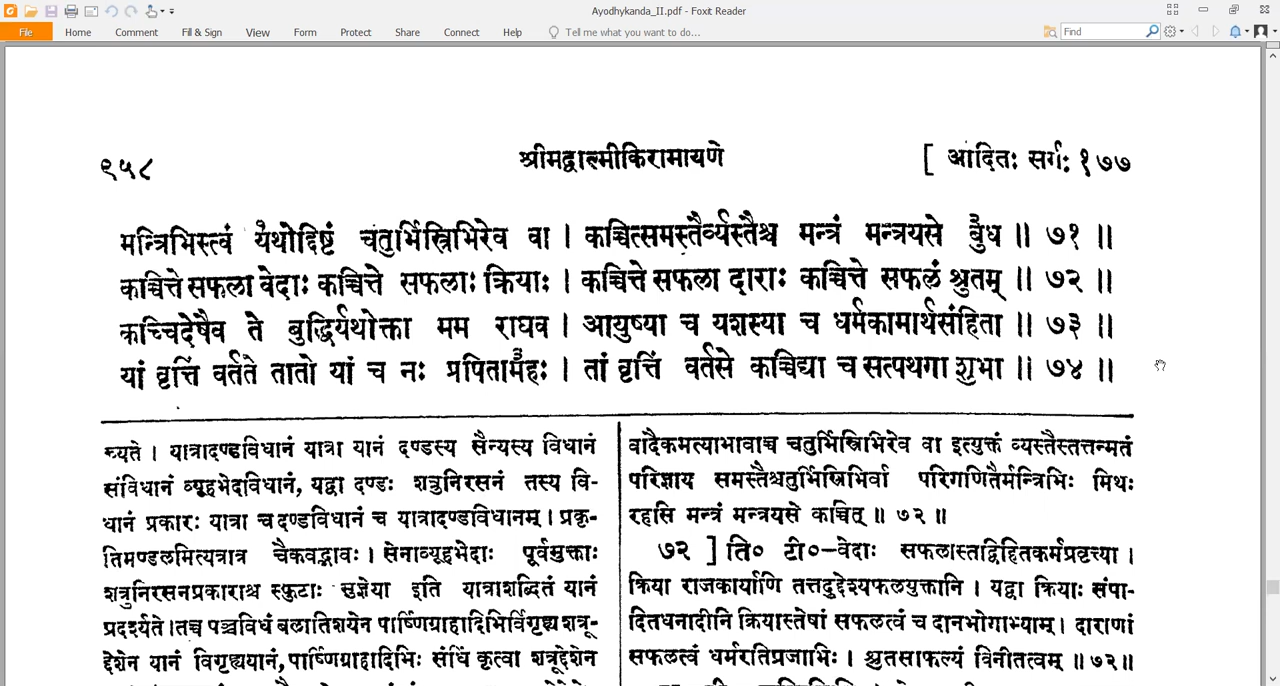 Ayodhykanda_II.pdf - Foxit Reader
File Home Comment Fill & Sign View Form Protect Share Connect Help Tell me what you want to do... Find
९५८ श्रीमद्वाल्मीकिरामायणे [ आदितः सर्गः १७७
मन्त्रिभिस्त्वं यथोद्दिष्टं चतुर्भिस्त्रिभिरेव वा । कच्चित्समस्तैर्व्यस्तैश्च मन्त्रं मन्त्रयसे बुध ॥ ७१ ॥
कच्चित्ते सफला वेदाः कच्चित्ते सफलाः क्रियाः । कच्चित्ते सफला दाराः कच्चित्ते सफलं श्रुतम् ॥ ७२ ॥
कच्चिदेषैव ते बुद्धिर्यथोक्ता मम राघव । आयुष्या च यशस्या च धर्मकामार्थसंहिता ॥ ७३ ॥
यां वृत्तिं वर्तते तातो यां च नः प्रपितामहः । तां वृत्तिं वर्तसे कच्चिद्या च सत्पथगा शुभा ॥ ७४ ॥
च्यते । यात्रादण्डविधानं यात्रा यानं दण्डस्य सैन्यस्य विधानं
संविधानं व्यूहभेदविधानं, यद्वा दण्डः शत्रुनिरसनं तस्य वि-
धानं प्रकारः यात्रा च दण्डविधानं च यात्रादण्डविधानम् । प्रकृ-
तिमण्डलमित्यत्रात्र चैकवद्भावः । सेनाव्यूहभेदाः पूर्वमुक्ताः
शत्रुनिरसनप्रकाराश्च स्फुटाः सुज्ञेया इति यात्राशब्दितं यानं
प्रदर्श्यते । तच्च पञ्चविधं बलातिशयेन पार्ष्णिग्राहादिभिर्विगृह्य शत्रू-
द्देशेन यानं विगृह्ययानं, पार्ष्णिग्राहादिभिः संधिं कृत्वा शत्रूद्देशेन
वादैकमत्याभावाच्च चतुर्भिस्त्रिभिरेव वा इत्युक्तं व्यस्तैस्तत्तन्मतं
परिज्ञाय समस्तैश्चतुर्भिस्त्रिभिर्वा परिगणितैर्मन्त्रिभिः मिथः
रहसि मन्त्रं मन्त्रयसे कच्चित् ॥ ७२ ॥
७२ ] ति० टी०—वेदाः सफलास्तद्विहितकर्मप्रवृत्त्या ।
क्रिया राजकार्याणि तत्तदुद्देश्यफलयुक्तानि । यद्वा क्रियाः संपा-
दितधनादीनि क्रियास्तेषां सफलत्वं च दानभोगाभ्याम् । दाराणां
सफलत्वं धर्मरतिप्रजाभिः । श्रुतसाफल्यं विनीतत्वम् ॥ ७२ ॥